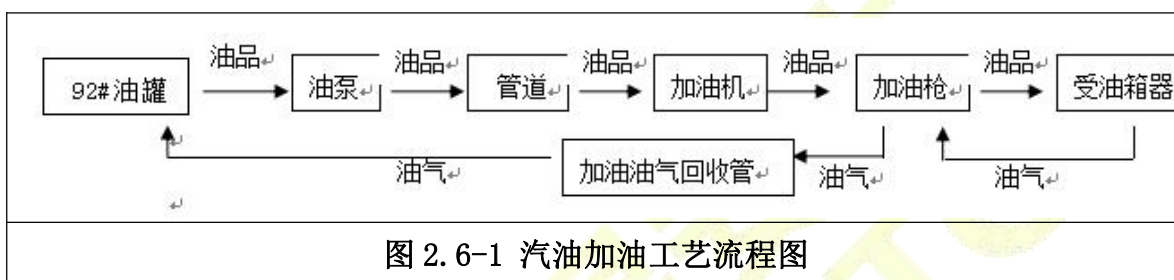 油品 油品 油品 油品 油品
92#油罐 油泵 管道 加油机 加油枪 受油箱器
油气 加油油气回收管 油气 油气
图 2.6-1 汽油加油工艺流程图